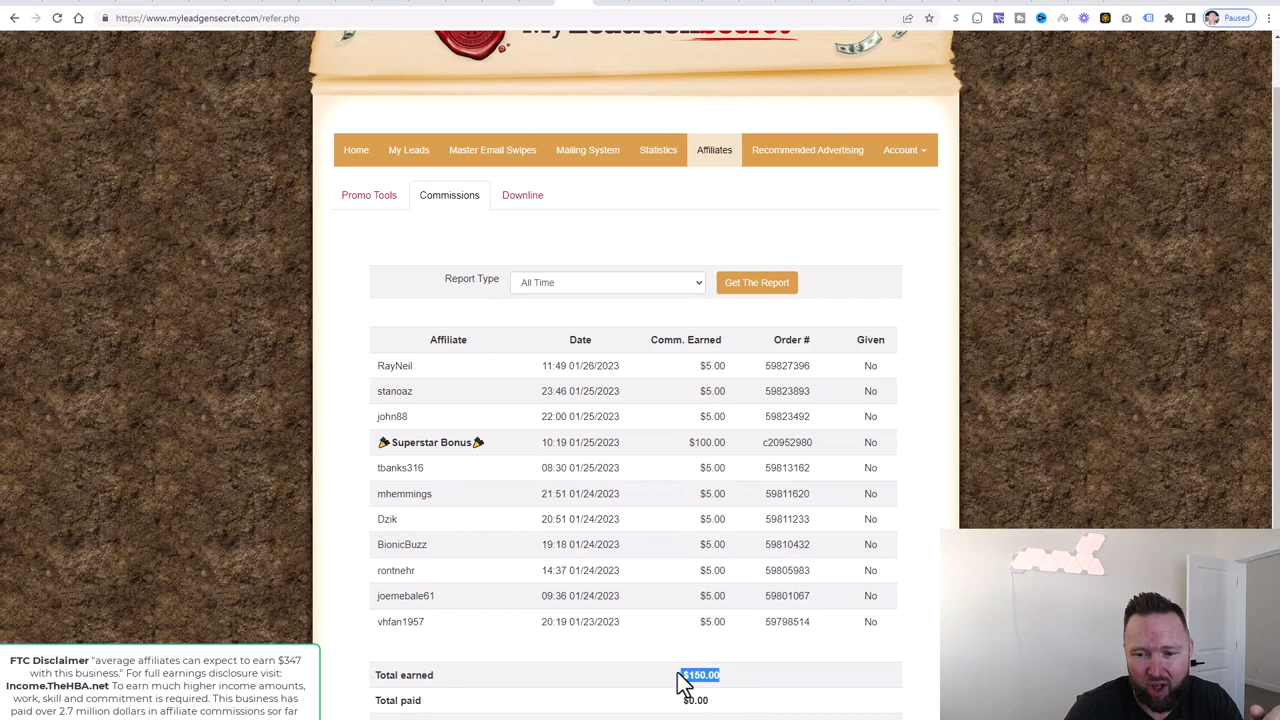 https://www.myleadgensecret.com/refer.php
Paused
MyLeadGensecret
Home My Leads Master Email Swipes Mailing System Statistics Affiliates Recommended Advertising Account
Promo Tools Commissions Downline
Report Type All Time Get The Report
Affiliate Date Comm. Earned Order # Given
RayNeil 11:49 01/26/2023 $5.00 59827396 No
stanoaz 23:46 01/25/2023 $5.00 59823893 No
john88 22:00 01/25/2023 $5.00 59823492 No
🎉Superstar Bonus🎉 10:19 01/25/2023 $100.00 c20952980 No
tbanks316 08:30 01/25/2023 $5.00 59813162 No
mhemmings 21:51 01/24/2023 $5.00 59811620 No
Dzik 20:51 01/24/2023 $5.00 59811233 No
BionicBuzz 19:18 01/24/2023 $5.00 59810432 No
rontnehr 14:37 01/24/2023 $5.00 59805983 No
joemebale61 09:36 01/24/2023 $5.00 59801067 No
vhfan1957 20:19 01/23/2023 $5.00 59798514 No
Total earned $150.00
Total paid $0.00
FTC Disclaimer "average affiliates can expect to earn $347
with this business." For full earnings disclosure visit:
Income.TheHBA.net To earn much higher income amounts,
work, skill and commitment is required. This business has
paid over 2.7 million dollars in affiliate commissions sor far